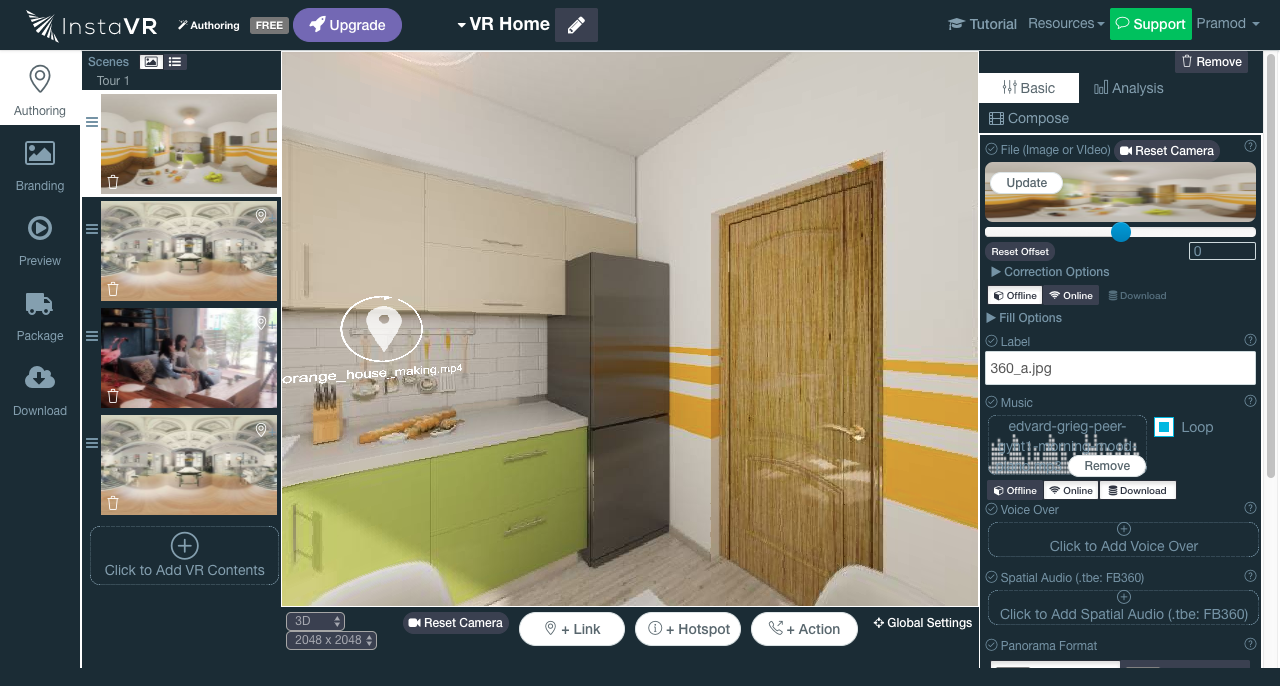 InstaVR
Authoring
FREE
Upgrade
VR Home
Tutorial
Resources
Support
Pramod
Scenes
Tour 1
Authoring
Branding
Preview
Package
Download
Click to Add VR Contents
orange_house_making.mp4
3D
2048 x 2048
Reset Camera
+ Link
+ Hotspot
+ Action
Global Settings
Remove
Basic
Analysis
Compose
File (Image or VIdeo)
Reset Camera
Update
Reset Offset
0
Correction Options
Offline
Online
Download
Fill Options
Label
360_a.jpg
Music
edvard-grieg-peer-
Loop
Remove
Offline
Online
Download
Voice Over
Click to Add Voice Over
Spatial Audio (.tbe: FB360)
Click to Add Spatial Audio (.tbe: FB360)
Panorama Format